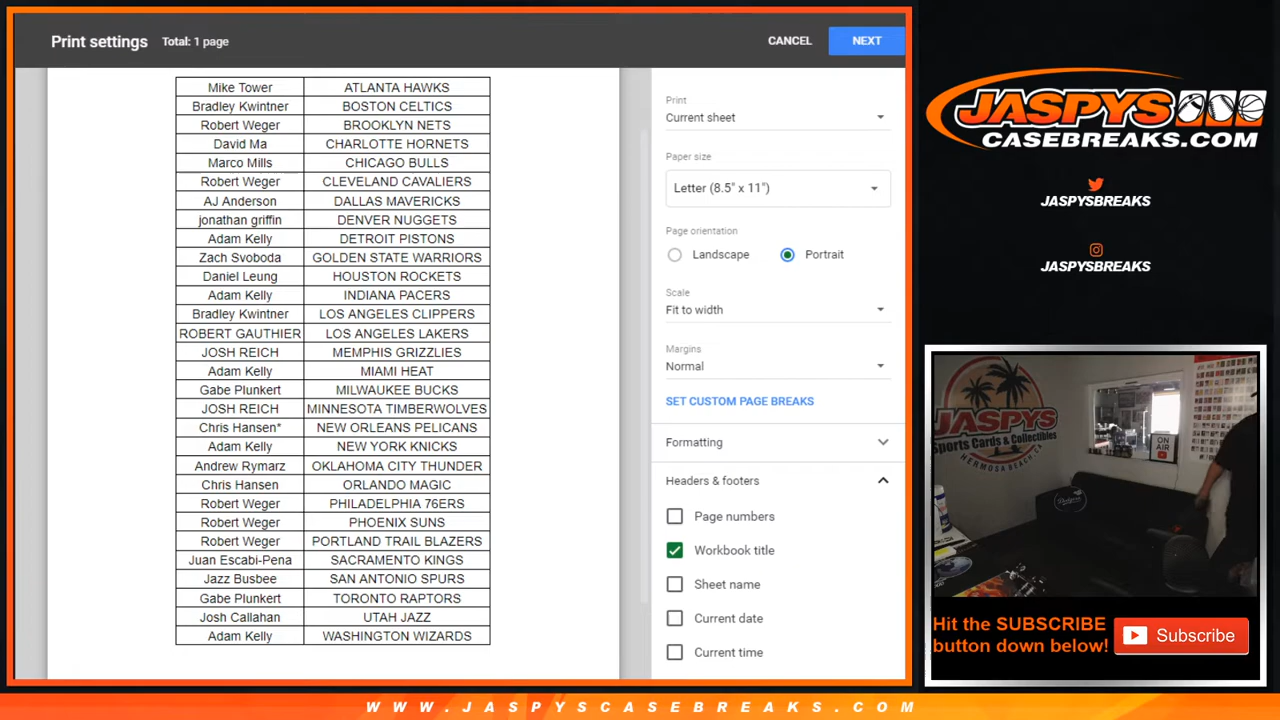 Print settings Total: 1 page CANCEL NEXT
Mike Tower ATLANTA HAWKS
Bradley Kwintner BOSTON CELTICS
Robert Weger BROOKLYN NETS
David Ma CHARLOTTE HORNETS
Marco Mills CHICAGO BULLS
Robert Weger CLEVELAND CAVALIERS
AJ Anderson DALLAS MAVERICKS
jonathan griffin DENVER NUGGETS
Adam Kelly DETROIT PISTONS
Zach Svoboda GOLDEN STATE WARRIORS
Daniel Leung HOUSTON ROCKETS
Adam Kelly INDIANA PACERS
Bradley Kwintner LOS ANGELES CLIPPERS
ROBERT GAUTHIER LOS ANGELES LAKERS
JOSH REICH MEMPHIS GRIZZLIES
Adam Kelly MIAMI HEAT
Gabe Plunkert MILWAUKEE BUCKS
JOSH REICH MINNESOTA TIMBERWOLVES
Chris Hansen* NEW ORLEANS PELICANS
Adam Kelly NEW YORK KNICKS
Andrew Rymarz OKLAHOMA CITY THUNDER
Chris Hansen ORLANDO MAGIC
Robert Weger PHILADELPHIA 76ERS
Robert Weger PHOENIX SUNS
Robert Weger PORTLAND TRAIL BLAZERS
Juan Escabi-Pena SACRAMENTO KINGS
Jazz Busbee SAN ANTONIO SPURS
Gabe Plunkert TORONTO RAPTORS
Josh Callahan UTAH JAZZ
Adam Kelly WASHINGTON WIZARDS
Print
Current sheet
Paper size
Letter (8.5" x 11")
Page orientation
Landscape Portrait
Scale
Fit to width
Margins
Normal
SET CUSTOM PAGE BREAKS
Formatting
Headers & footers
Page numbers
Workbook title
Sheet name
Current date
Current time
JASPYS
CASEBREAKS.COM
JASPYSBREAKS
JASPYSBREAKS
JASPYS
Sports Cards & Collectibles
HERMOSA BEACH, CA
ON
AIR
Hit the SUBSCRIBE
button down below!
Subscribe
WWW.JASPYSCASEBREAKS.COM